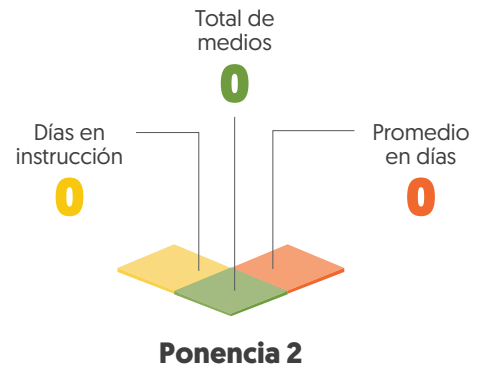 Total de
medios
0
Días en
instrucción
0
Promedio
en días
0
Ponencia 2